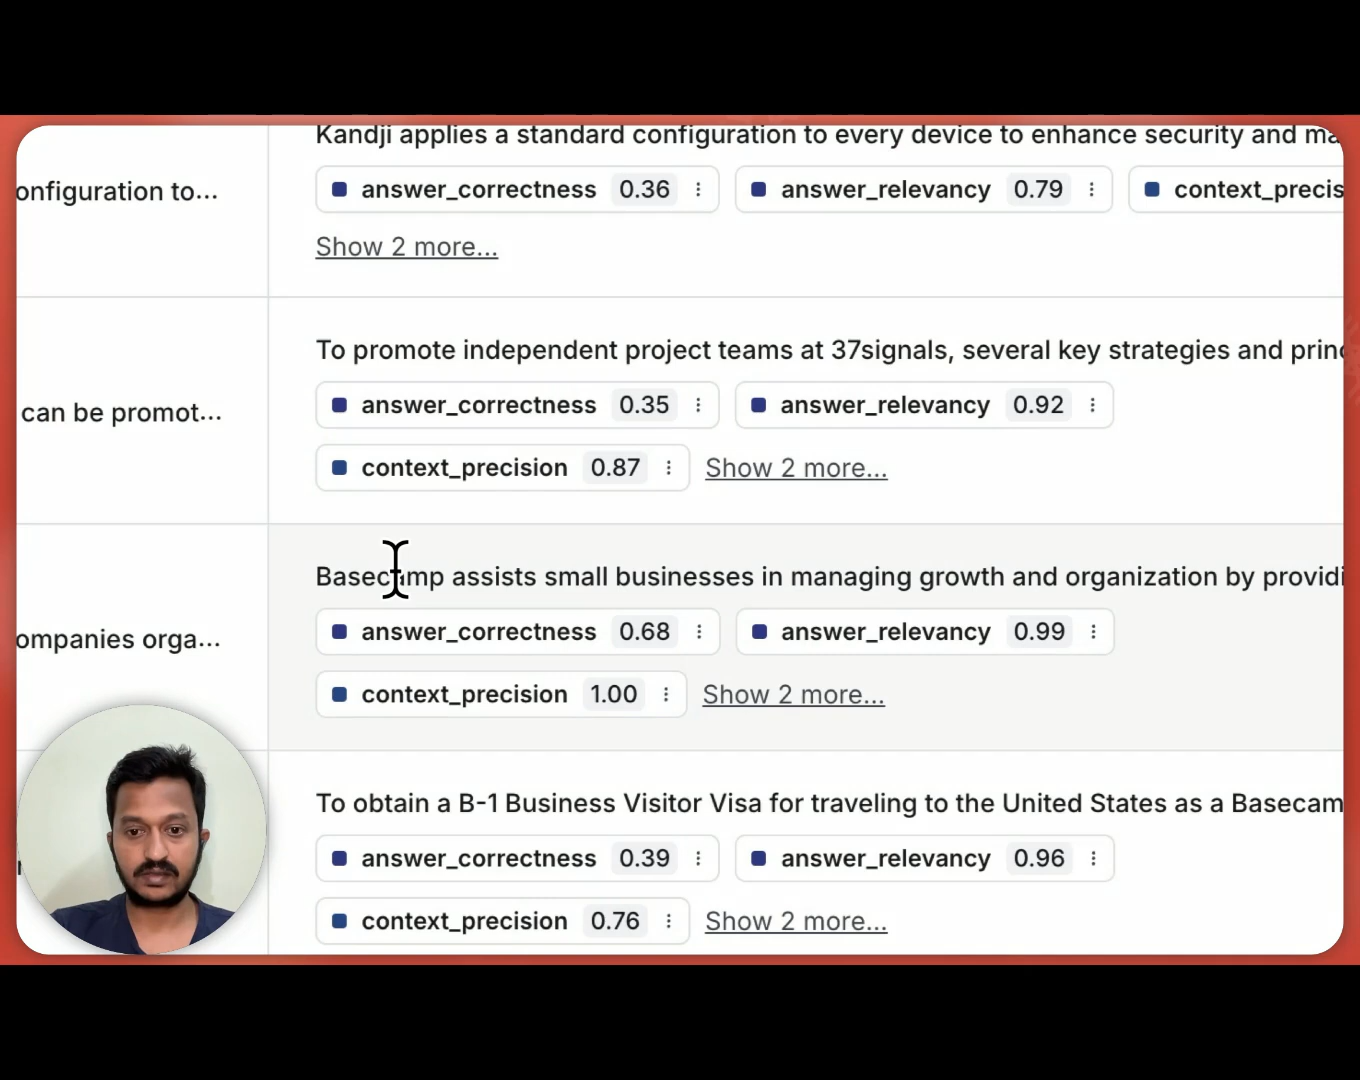 Kandji applies a standard configuration to every device to enhance security and ma
onfiguration to...
answer_correctness 0.36
answer_relevancy 0.79
context_precis
Show 2 more...
To promote independent project teams at 37signals, several key strategies and princ
can be promot...
answer_correctness 0.35
answer_relevancy 0.92
context_precision 0.87
Show 2 more...
Basecamp assists small businesses in managing growth and organization by providi
ompanies orga...
answer_correctness 0.68
answer_relevancy 0.99
context_precision 1.00
Show 2 more...
To obtain a B-1 Business Visitor Visa for traveling to the United States as a Basecam
answer_correctness 0.39
answer_relevancy 0.96
context_precision 0.76
Show 2 more...